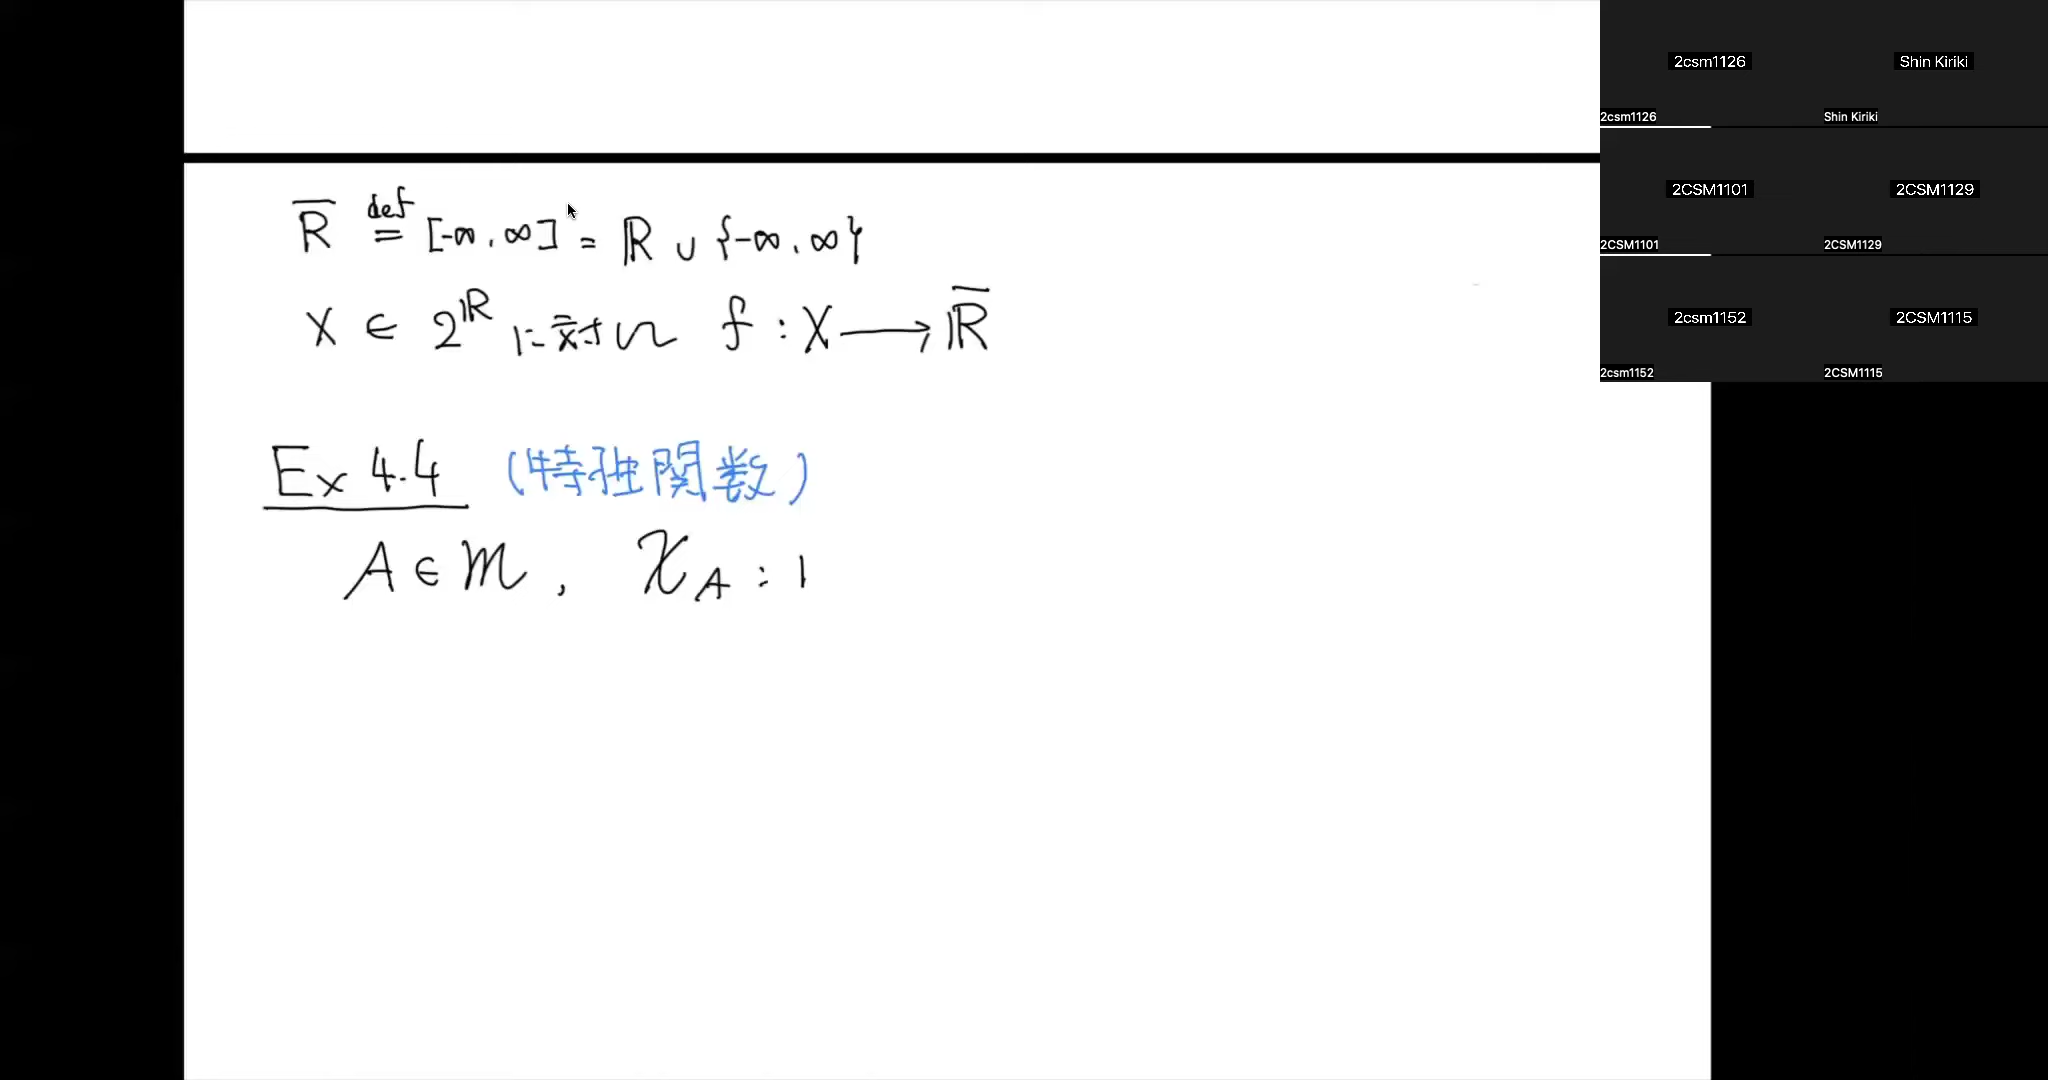 2csm1126 Shin Kiriki
2csm1126 Shin Kiriki
2CSM1101 2CSM1129
2CSM1101 2CSM1129
2csm1152 2CSM1115
2csm1152 2CSM1115
R̅ def= [-∞, ∞] = ℝ ∪ {-∞, ∞}
X ∈ 2^ℝ に対して f : X ⟶ ℝ̅
Ex 4.4 (特性関数)
A ∈ 𝓜, χ_A : 1